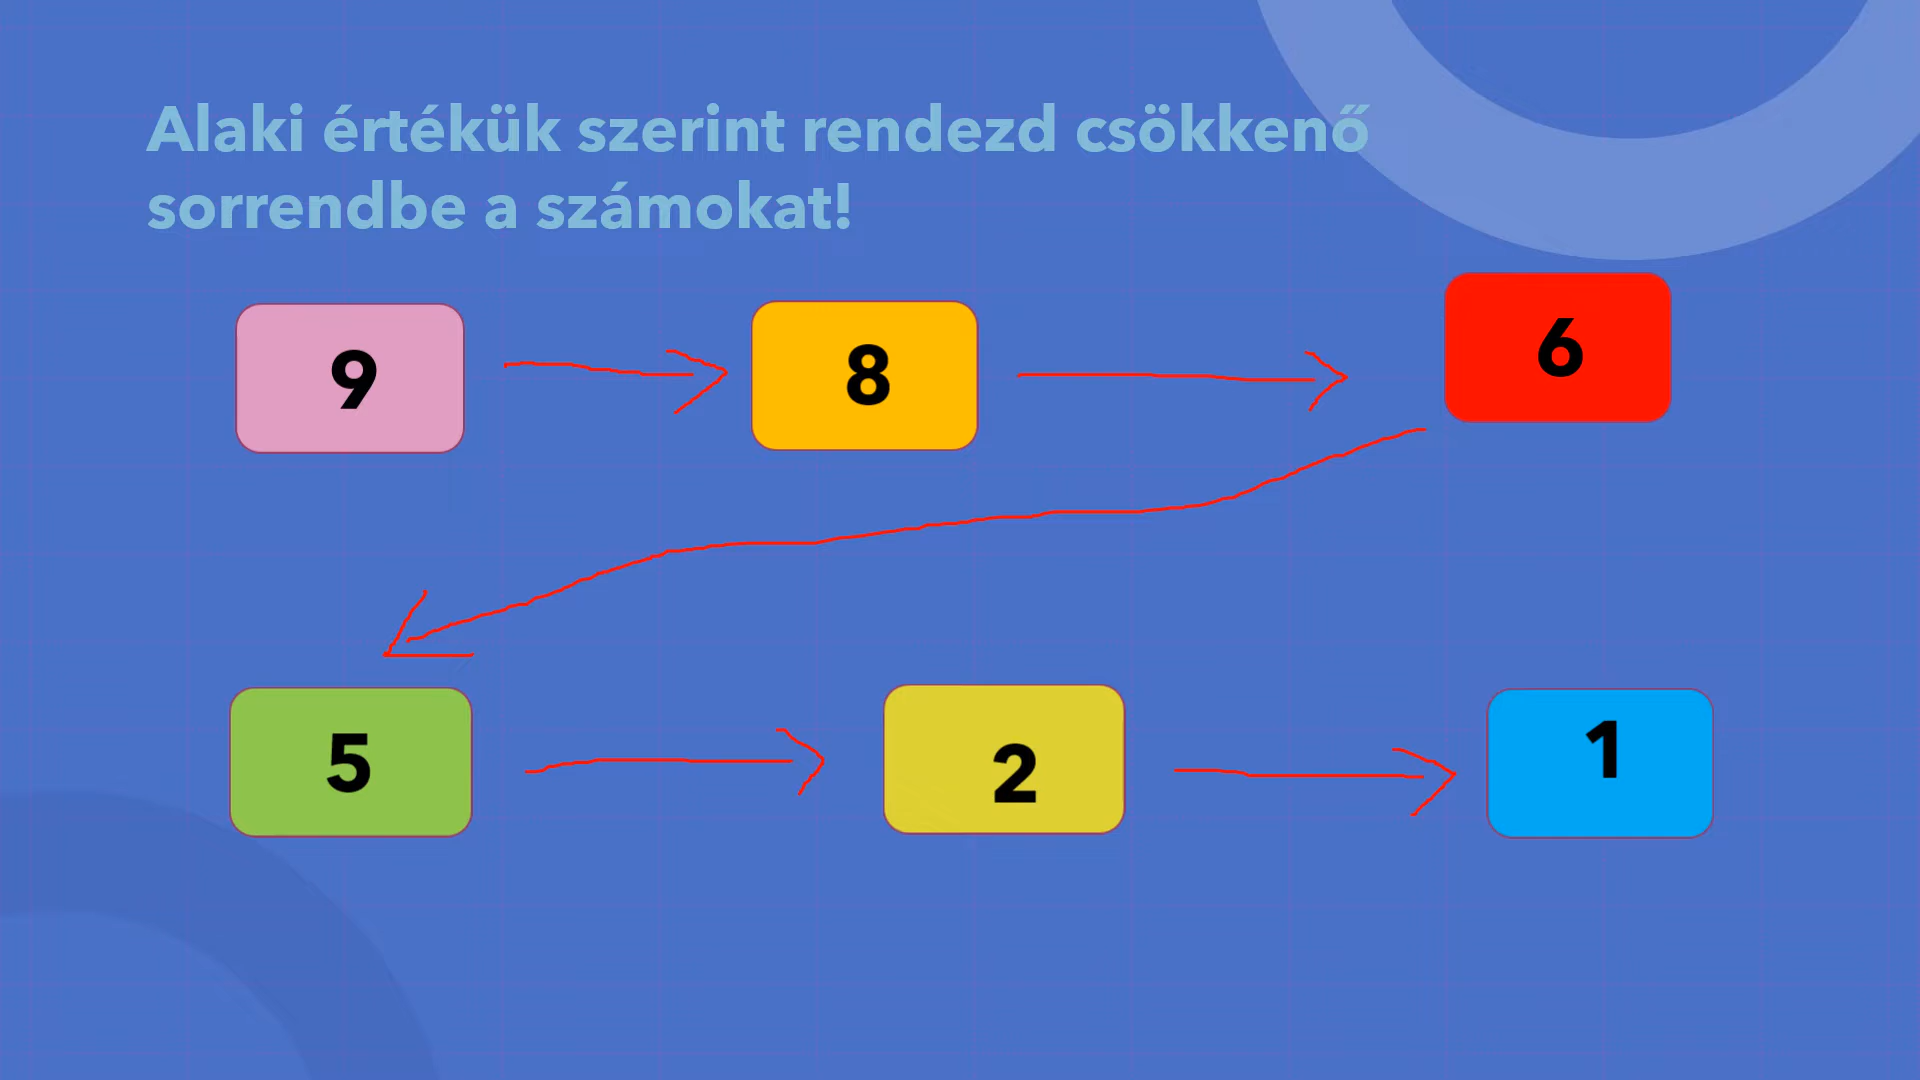 Alaki értékük szerint rendezd csökkenő
sorrendbe a számokat!
9 8 6
5 2 1